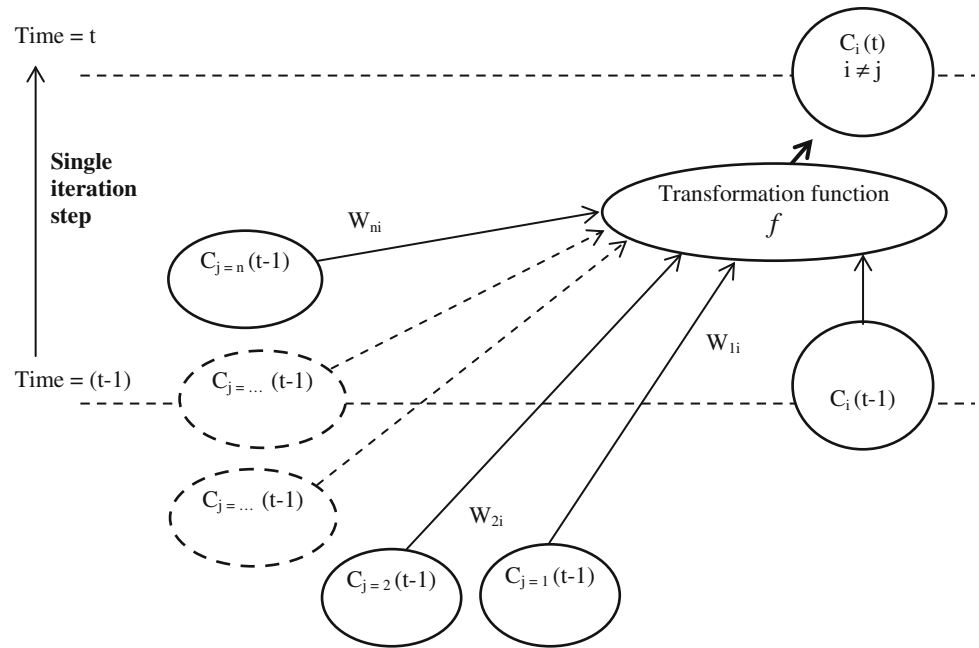 Time = t
C_i (t)
i ≠ j
Single
iteration
step
Transformation function
f
W_ni
C_j = n (t-1)
W_1i
Time = (t-1)
C_j = ... (t-1)
C_i (t-1)
C_j = ... (t-1)
W_2i
C_j = 2 (t-1)
C_j = 1 (t-1)